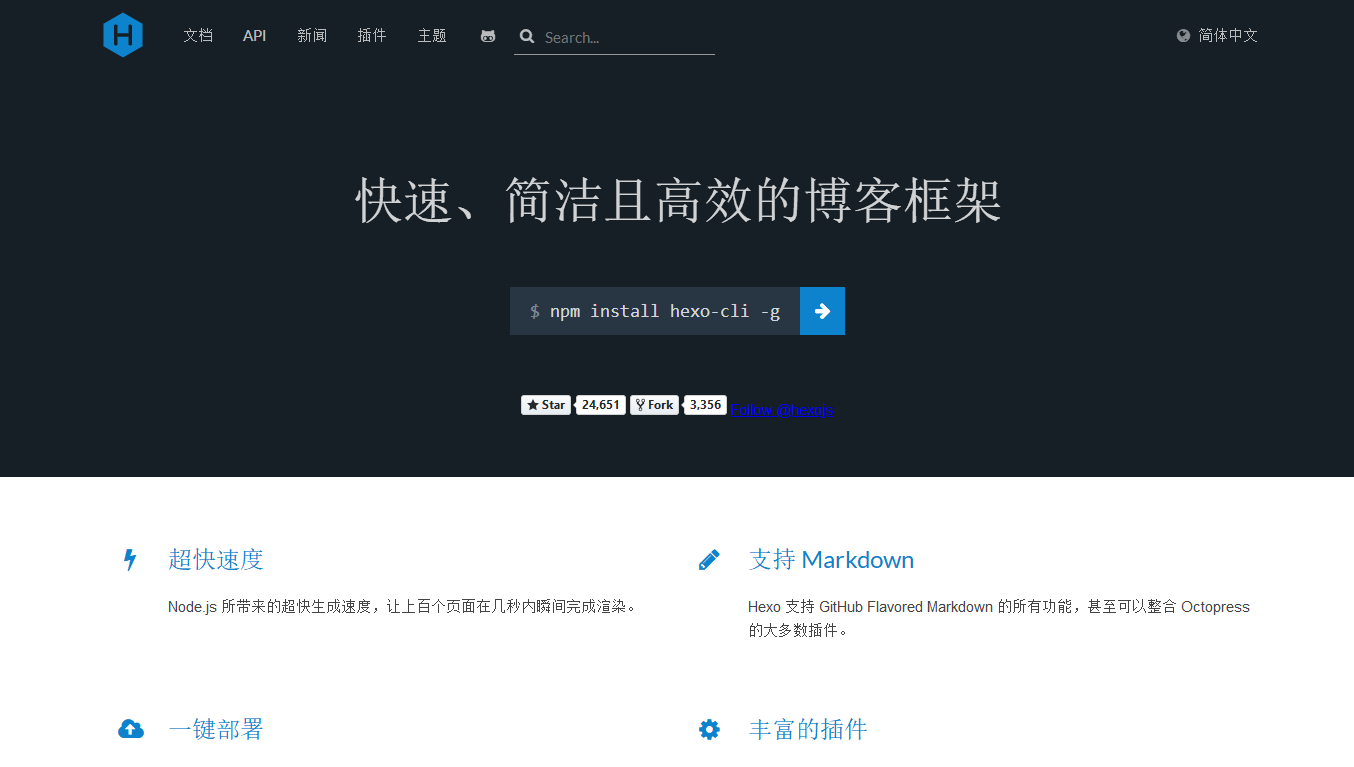 H 文档 API 新闻 插件 主题 Search... 简体中文
快速、简洁且高效的博客框架
$ npm install hexo-cli -g
Star 24,651 Fork 3,356 Follow @hexojs
超快速度
Node.js 所带来的超快生成速度，让上百个页面在几秒内瞬间完成渲染。
支持 Markdown
Hexo 支持 GitHub Flavored Markdown 的所有功能，甚至可以整合 Octopress
的大多数插件。
一键部署
丰富的插件